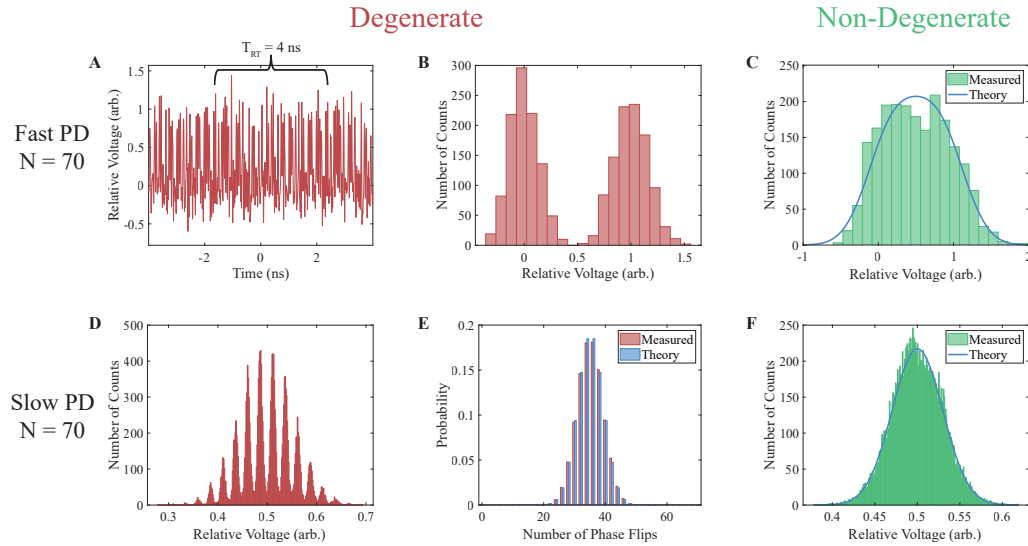 Degenerate
Non-Degenerate
Fast PD
N = 70
A
T_RT = 4 ns
Relative Voltage (arb.)
1.5
1
0.5
0
-0.5
-2
0
2
Time (ns)
B
Number of Counts
300
250
200
150
100
50
0
0
0.5
1
1.5
Relative Voltage (arb.)
C
Measured
Theory
Number of Counts
250
200
150
100
50
0
-1
0
1
2
Relative Voltage (arb.)
Slow PD
N = 70
D
Number of Counts
500
400
300
200
100
0
0.3
0.4
0.5
0.6
0.7
Relative Voltage (arb.)
E
Measured
Theory
Probability
0.2
0.15
0.1
0.05
0
0
20
40
60
Number of Phase Flips
F
Measured
Theory
Number of Counts
250
200
150
100
50
0
0.4
0.45
0.5
0.55
0.6
Relative Voltage (arb.)